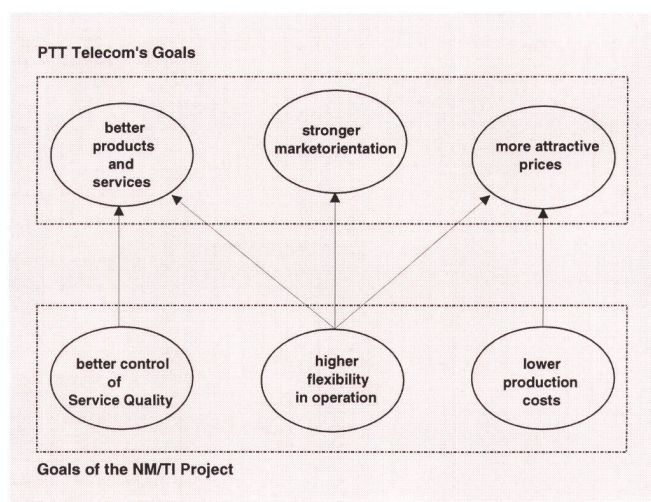 PTT Telecom's Goals
better
products
and
services
stronger
marketorientation
more attractive
prices
better control
of
Service Quality
higher
flexibility
in operation
lower
production
costs
Goals of the NM/TI Project